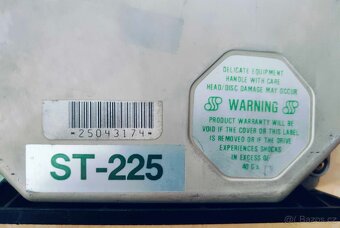 DELICATE EQUIPMENT
HANDLE WITH CARE
HEAD/DISC DAMAGE MAY OCCUR
WARNING
PRODUCT WARRANTY WILL BE
VOID IF THE COVER OR THIS LABEL
IS REMOVED OR IF THE DRIVE
EXPERIENCES SHOCKS
IN EXCESS OF
40 G's
*25043174*
ST-225